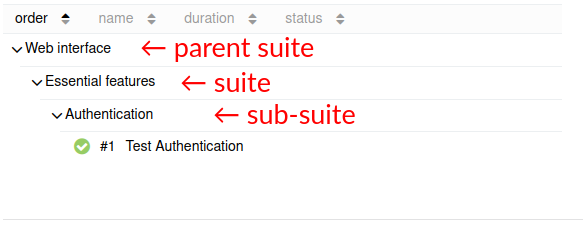 order name duration status
Web interface ← parent suite
Essential features ← suite
Authentication ← sub-suite
#1 Test Authentication